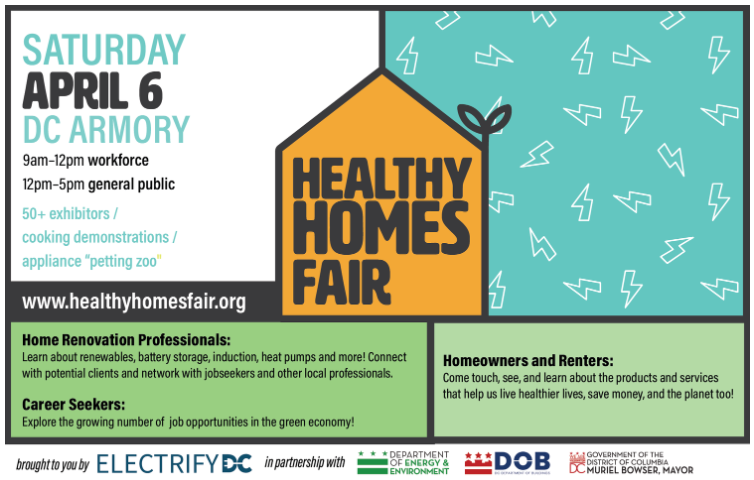 SATURDAY
APRIL 6
DC ARMORY
9am–12pm workforce
12pm–5pm general public
50+ exhibitors /
cooking demonstrations /
appliance "petting zoo"
www.healthyhomesfair.org
HEALTHY
HOMES
FAIR
Home Renovation Professionals:
Learn about renewables, battery storage, induction, heat pumps and more! Connect
with potential clients and network with jobseekers and other local professionals.
Career Seekers:
Explore the growing number of job opportunities in the green economy!
Homeowners and Renters:
Come touch, see, and learn about the products and services
that help us live healthier lives, save money, and the planet too!
brought to you by ELECTRIFY DC in partnership with
DEPARTMENT
OF ENERGY &
ENVIRONMENT
DOB
DC DEPARTMENT OF BUILDINGS
GOVERNMENT OF THE
DISTRICT OF COLUMBIA
DC MURIEL BOWSER, MAYOR